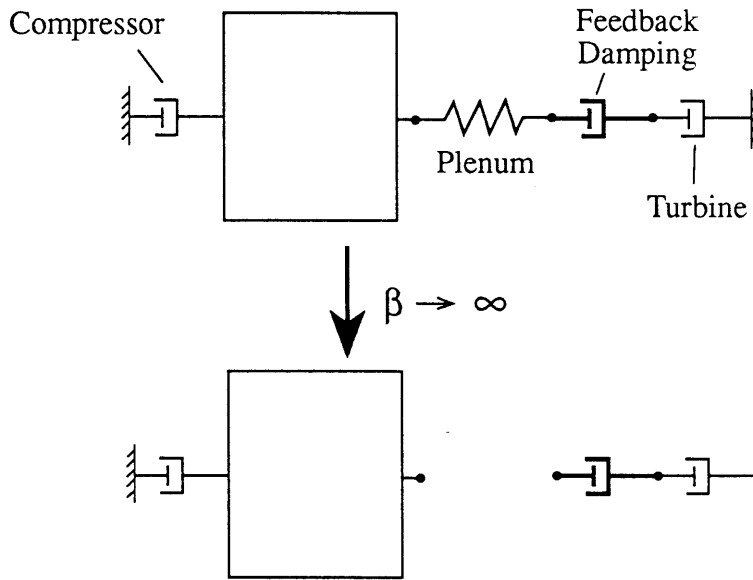 Compressor
Feedback
Damping
Plenum
Turbine
β → ∞